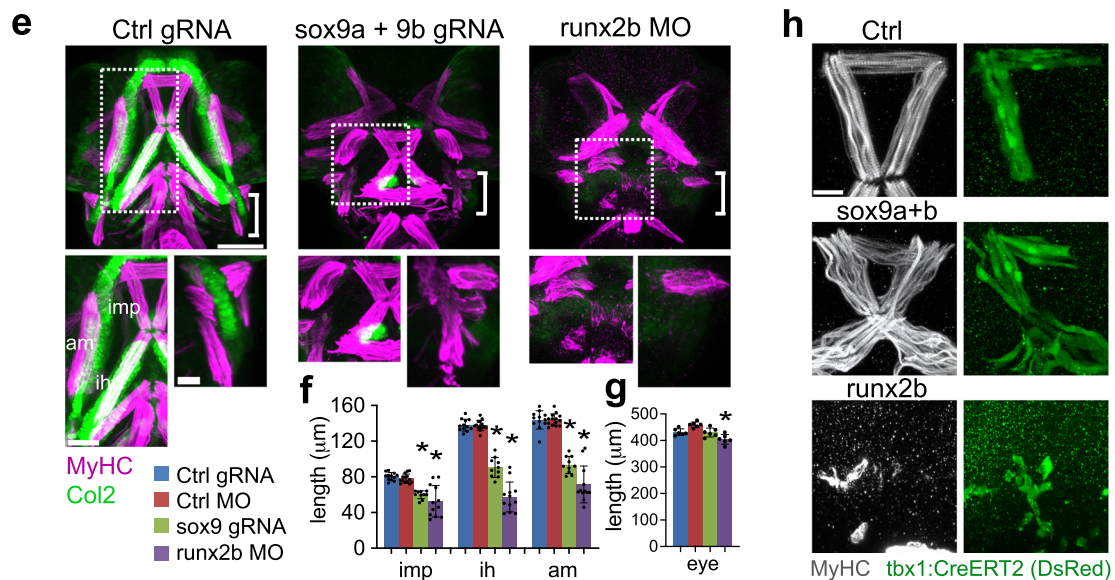 e
Ctrl gRNA
sox9a + 9b gRNA
runx2b MO
imp
am
ih
MyHC
Col2
Ctrl gRNA
Ctrl MO
sox9 gRNA
runx2b MO
f
length (µm)
160
120
80
40
0
* * * * * *
imp ih am
g
length (µm)
500
400
300
200
100
0
*
eye
h
Ctrl
sox9a+b
runx2b
MyHC tbx1:CreERT2 (DsRed)